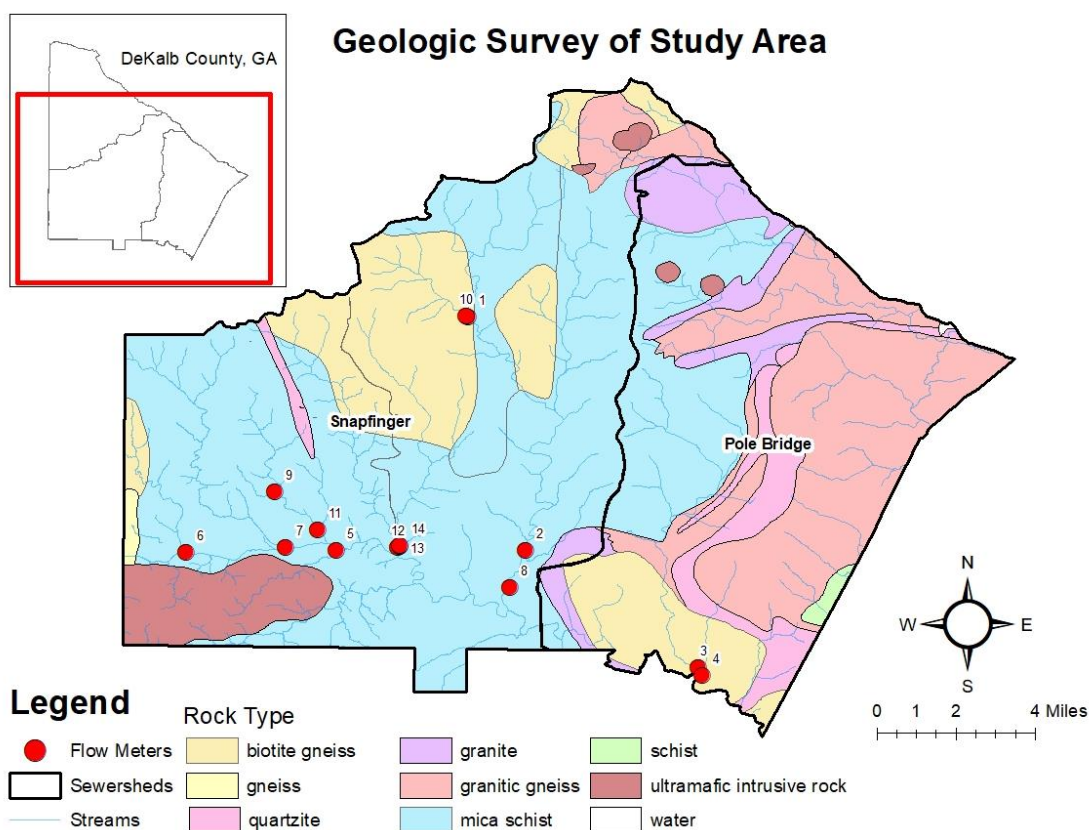 Geologic Survey of Study Area
DeKalb County, GA
10 1
Snapfinger
Pole Bridge
9
11
12 14
6
7
5
13
2
8
3
4
N
W E
S
0 1 2 4 Miles
Legend
Rock Type
Flow Meters
Sewersheds
Streams
biotite gneiss
gneiss
quartzite
granite
granitic gneiss
mica schist
schist
ultramafic intrusive rock
water